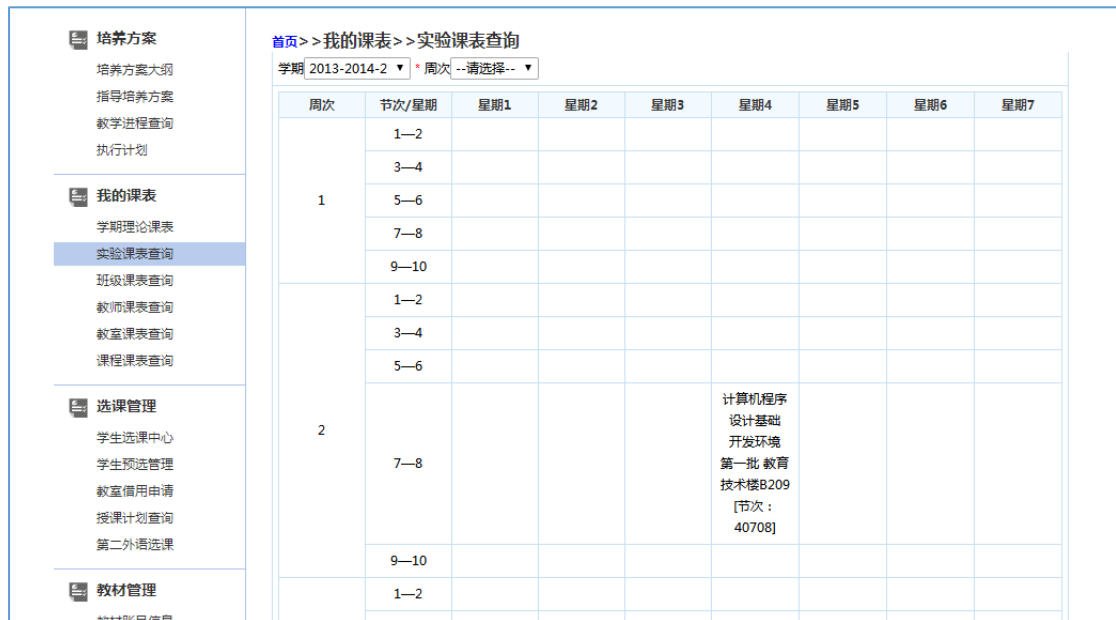 培养方案
培养方案大纲
指导培养方案
教学进程查询
执行计划
我的课表
学期理论课表
实验课表查询
班级课表查询
教师课表查询
教室课表查询
课程课表查询
选课管理
学生选课中心
学生预选管理
教室借用申请
授课计划查询
第二外语选课
教材管理
首页>>我的课表>>实验课表查询
学期 2013-2014-2 ▼ * 周次 --请选择-- ▼
周次 节次/星期 星期1 星期2 星期3 星期4 星期5 星期6 星期7
1—2
3—4
1 5—6
7—8
9—10
1—2
3—4
5—6
计算机程序
设计基础
2
开发环境
7—8 第一批 教育
技术楼B209
[节次：
40708]
9—10
1—2